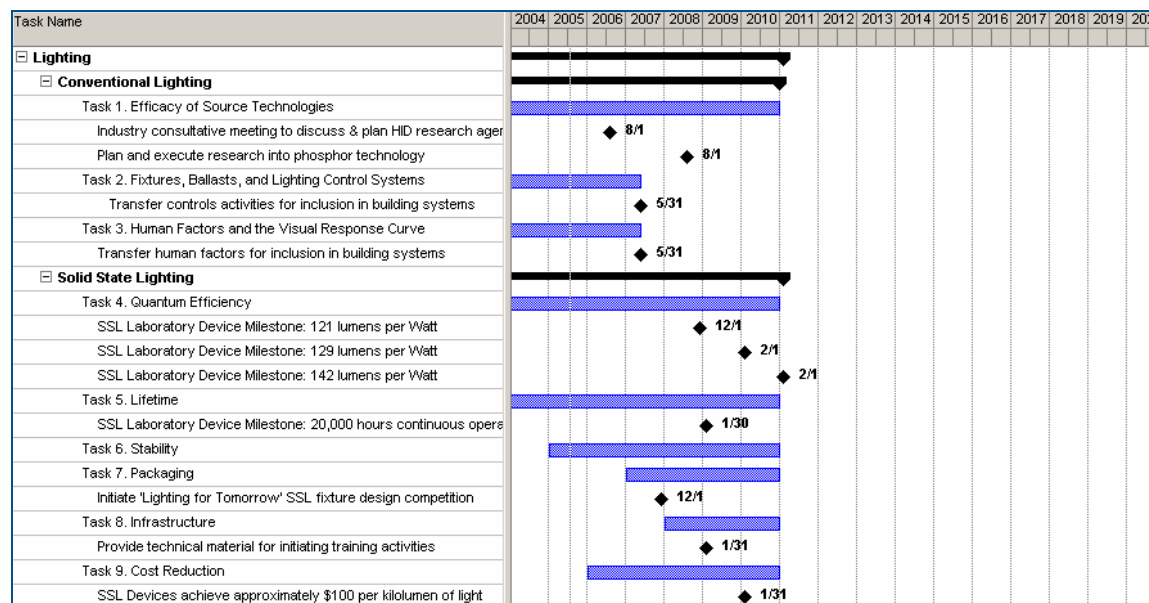 Task Name 2004 2005 2006 2007 2008 2009 2010 2011 2012 2013 2014 2015 2016 2017 2018 2019
Lighting
Conventional Lighting
Task 1. Efficacy of Source Technologies
Industry consultative meeting to discuss & plan HID research 8/1
Plan and execute research into phosphor technology 8/1
Task 2. Fixtures, Ballasts, and Lighting Control Systems
Transfer controls activities for inclusion in building systems 5/31
Task 3. Human Factors and the Visual Response Curve
Transfer human factors for inclusion in building systems 5/31
Solid State Lighting
Task 4. Quantum Efficiency
SSL Laboratory Device Milestone: 121 lumens per Watt 12/1
SSL Laboratory Device Milestone: 129 lumens per Watt 2/1
SSL Laboratory Device Milestone: 142 lumens per Watt 2/1
Task 5. Lifetime
SSL Laboratory Device Milestone: 20,000 hours continuous 1/30
Task 6. Stability
Task 7. Packaging
Initiate 'Lighting for Tomorrow' SSL fixture design competition 12/1
Task 8. Infrastructure
Provide technical material for initiating training activities 1/31
Task 9. Cost Reduction
SSL Devices achieve approximately $100 per kilolumen of light 1/31